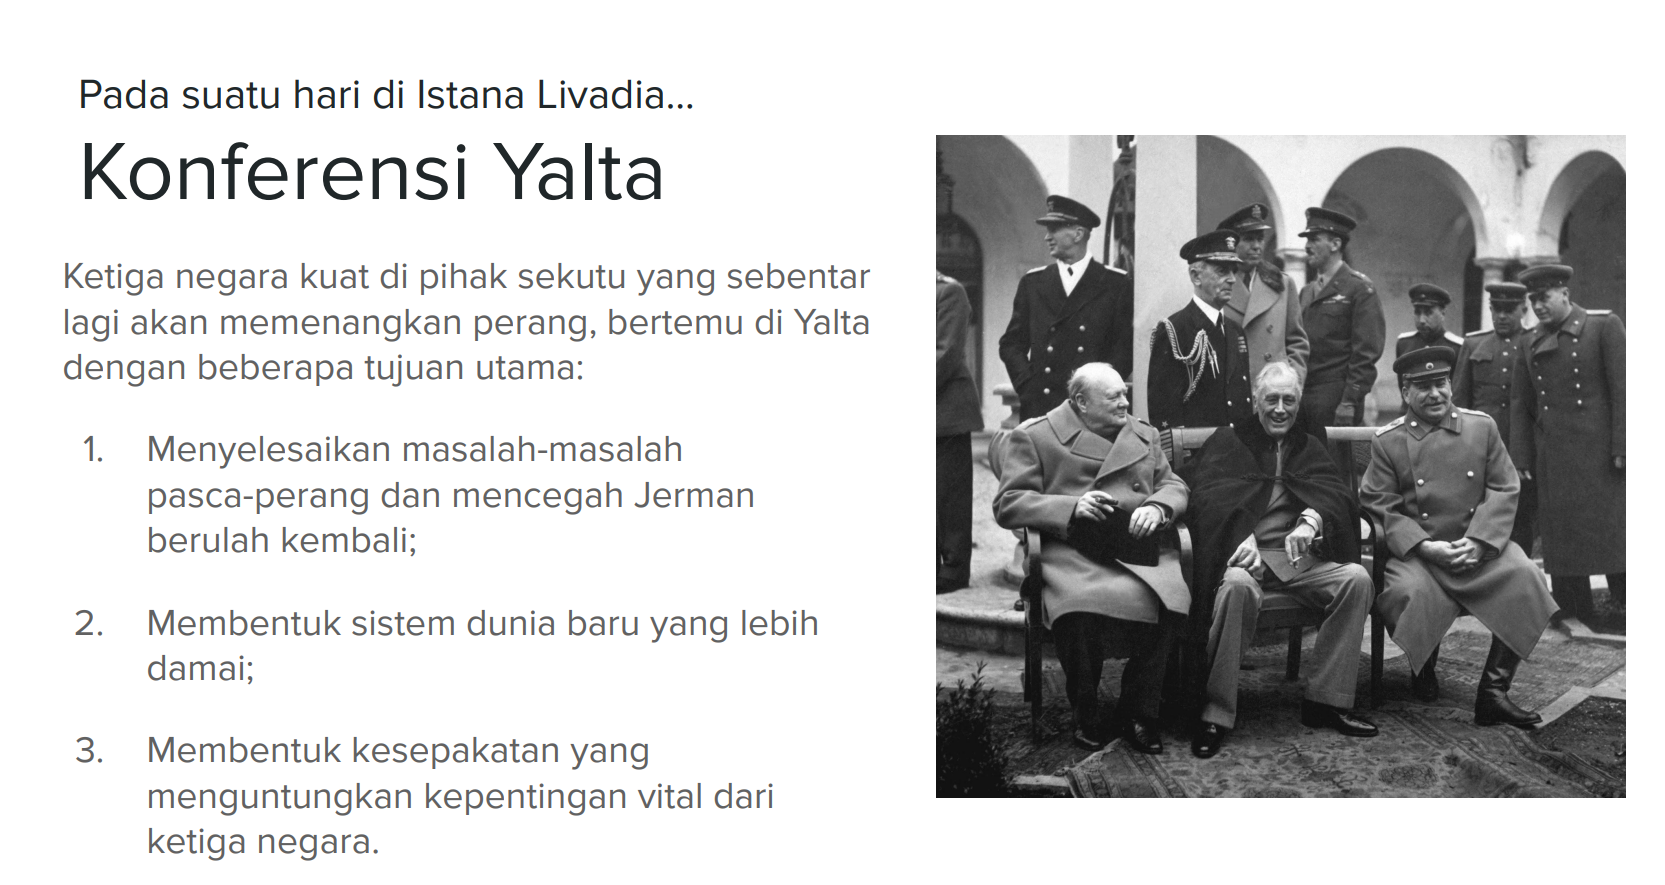 Pada suatu hari di Istana Livadia...
Konferensi Yalta
Ketiga negara kuat di pihak sekutu yang sebentar
lagi akan memenangkan perang, bertemu di Yalta
dengan beberapa tujuan utama:
1. Menyelesaikan masalah-masalah
pasca-perang dan mencegah Jerman
berulah kembali;
2. Membentuk sistem dunia baru yang lebih
damai;
3. Membentuk kesepakatan yang
menguntungkan kepentingan vital dari
ketiga negara.